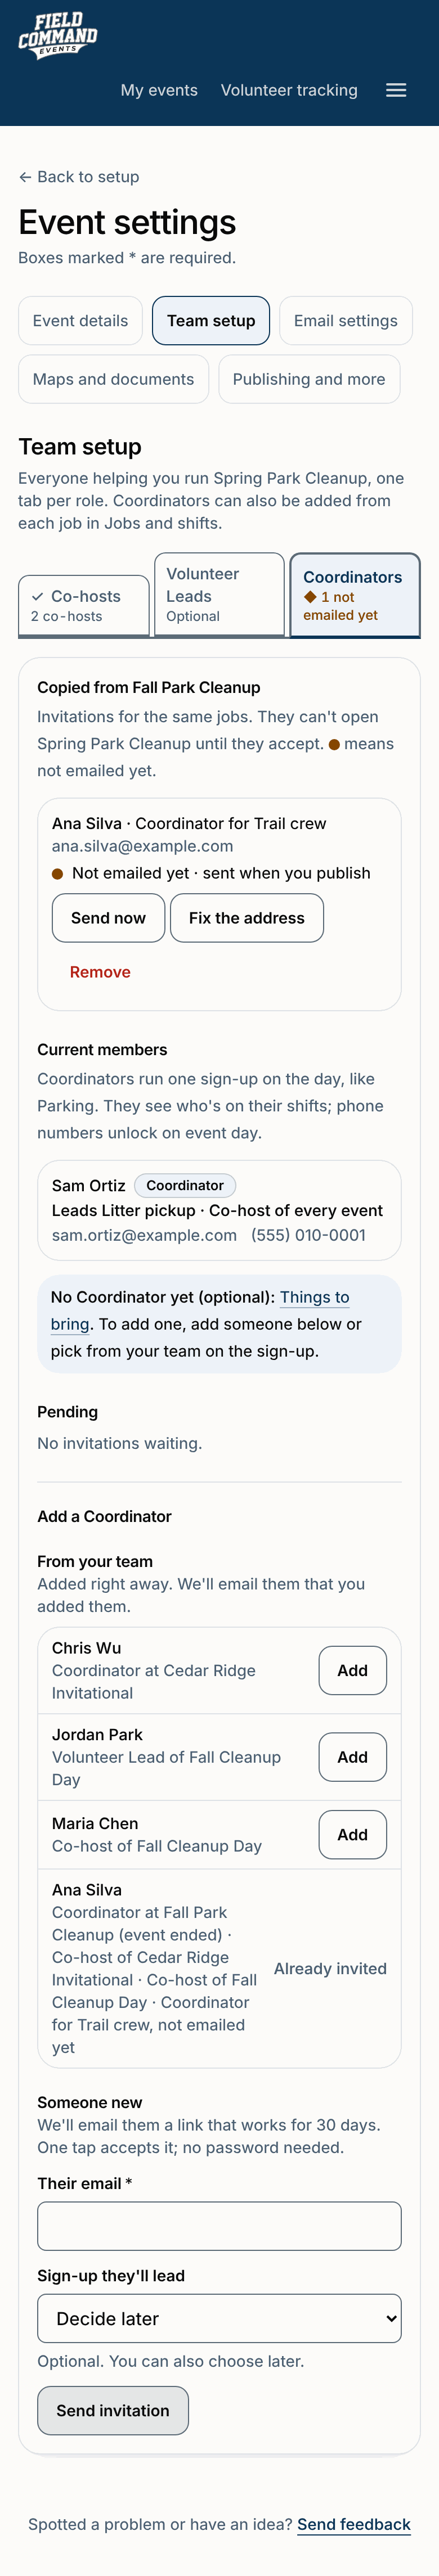 FIELD
COMMAND
EVENTS
My events Volunteer tracking
← Back to setup
Event settings
Boxes marked * are required.
Event details Team setup Email settings
Maps and documents Publishing and more
Team setup
Everyone helping you run Spring Park Cleanup, one
tab per role. Coordinators can also be added from
each job in Jobs and shifts.
✓ Co-hosts
2 co-hosts
Volunteer
Leads
Optional
Coordinators
◆ 1 not
emailed yet
Copied from Fall Park Cleanup
Invitations for the same jobs. They can't open
Spring Park Cleanup until they accept. ● means
not emailed yet.
Ana Silva · Coordinator for Trail crew
ana.silva@example.com
● Not emailed yet · sent when you publish
Send now Fix the address
Remove
Current members
Coordinators run one sign-up on the day, like
Parking. They see who's on their shifts; phone
numbers unlock on event day.
Sam Ortiz Coordinator
Leads Litter pickup · Co-host of every event
sam.ortiz@example.com (555) 010-0001
No Coordinator yet (optional): Things to
bring. To add one, add someone below or
pick from your team on the sign-up.
Pending
No invitations waiting.
Add a Coordinator
From your team
Added right away. We'll email them that you
added them.
Chris Wu
Coordinator at Cedar Ridge
Invitational
Add
Jordan Park
Volunteer Lead of Fall Cleanup
Day
Add
Maria Chen
Co-host of Fall Cleanup Day
Add
Ana Silva
Coordinator at Fall Park
Cleanup (event ended) ·
Co-host of Cedar Ridge
Invitational · Co-host of Fall
Cleanup Day · Coordinator
for Trail crew, not emailed
yet
Already invited
Someone new
We'll email them a link that works for 30 days.
One tap accepts it; no password needed.
Their email *
Sign-up they'll lead
Decide later
Optional. You can also choose later.
Send invitation
Spotted a problem or have an idea? Send feedback